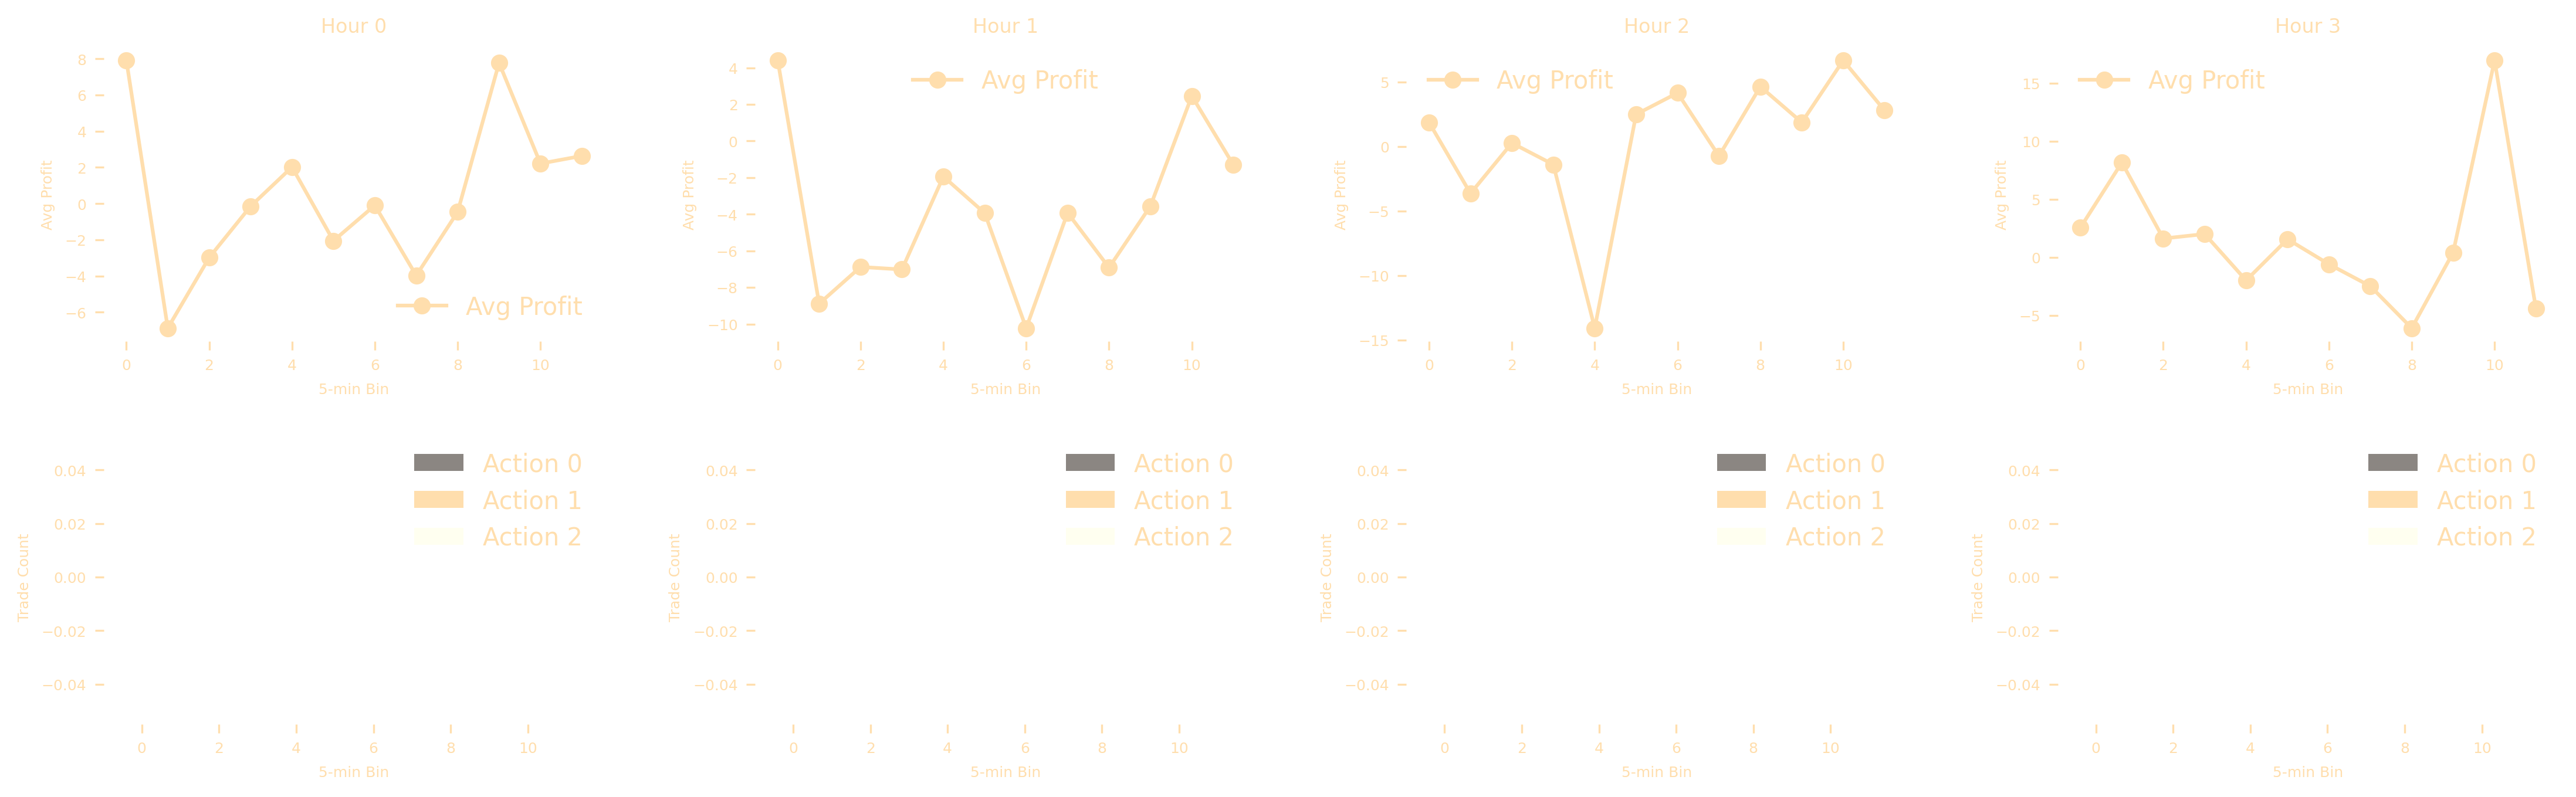 Hour 0
8
6
4
2
0
−2
−4
−6
Avg Profit
Avg Profit
0 2 4 6 8 10
5-min Bin
Hour 1
4
2
0
−2
−4
−6
−8
−10
Avg Profit
Avg Profit
0 2 4 6 8 10
5-min Bin
Hour 2
5
0
−5
−10
−15
Avg Profit
Avg Profit
0 2 4 6 8 10
5-min Bin
Hour 3
15
10
5
0
−5
Avg Profit
Avg Profit
0 2 4 6 8 10
5-min Bin
0.04
0.02
0.00
−0.02
−0.04
Trade Count
Action 0
Action 1
Action 2
0 2 4 6 8 10
5-min Bin
0.04
0.02
0.00
−0.02
−0.04
Trade Count
Action 0
Action 1
Action 2
0 2 4 6 8 10
5-min Bin
0.04
0.02
0.00
−0.02
−0.04
Trade Count
Action 0
Action 1
Action 2
0 2 4 6 8 10
5-min Bin
0.04
0.02
0.00
−0.02
−0.04
Trade Count
Action 0
Action 1
Action 2
0 2 4 6 8 10
5-min Bin